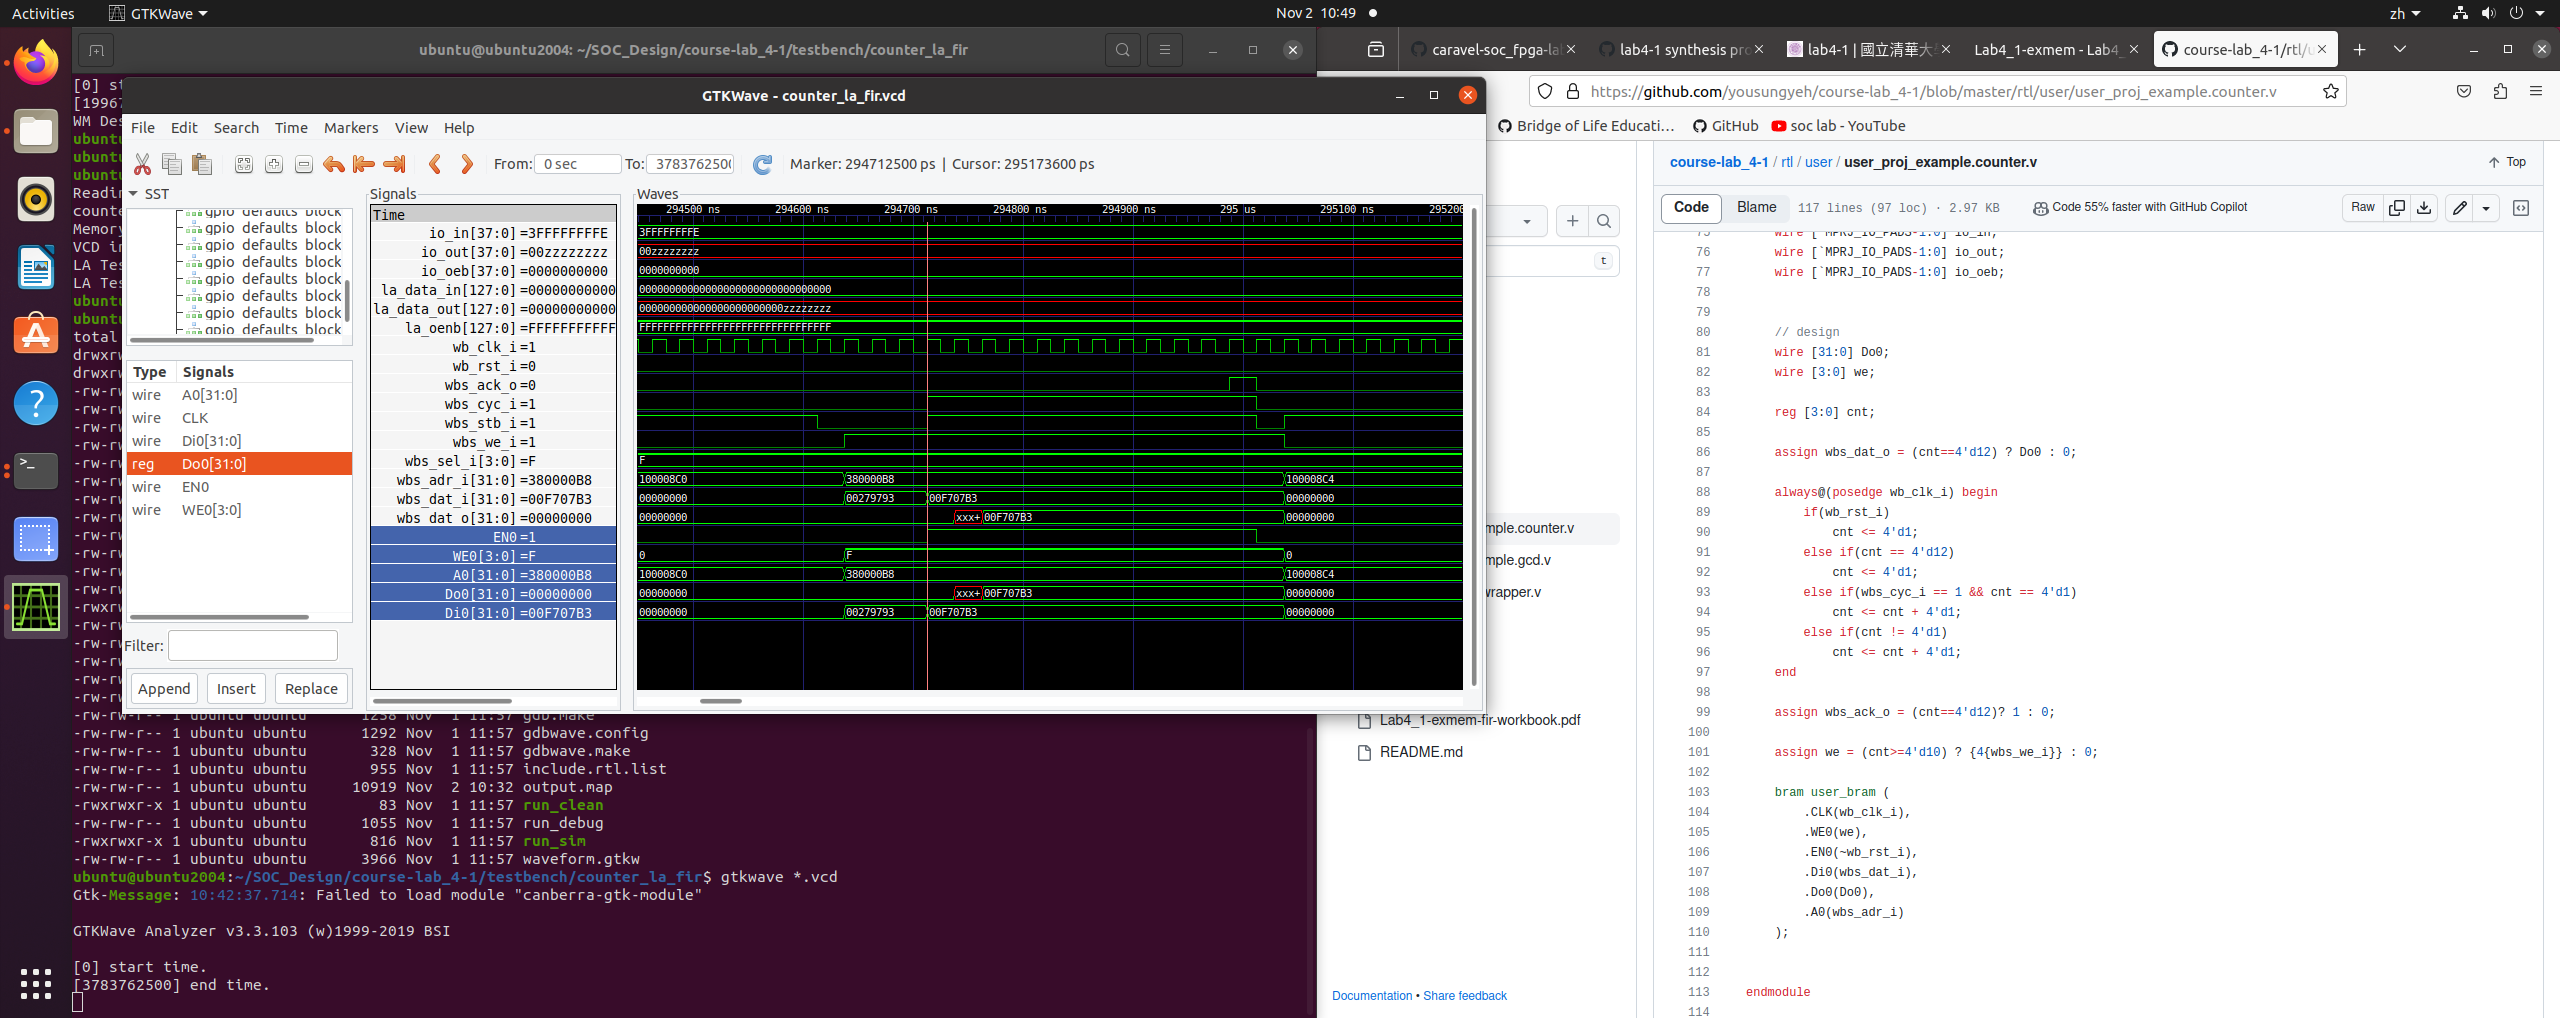 Activities GTKWave Nov 2 10:49 zh
ubuntu@ubuntu2004: ~/SOC_Design/course-lab_4-1/testbench/counter_la_fir
caravel-soc_fpga-la
lab4-1 synthesis pro
lab4-1 | 國立清華大
Lab4_1-exmem - Lab4_
course-lab_4-1/rtl/u
https://github.com/yousungyeh/course-lab_4-1/blob/master/rtl/user/user_proj_example.counter.v
Bridge of Life Educati… GitHub soc lab - YouTube
GTKWave - counter_la_fir.vcd
File Edit Search Time Markers View Help
From: 0 sec To: 378376250 Marker: 294712500 ps | Cursor: 295173600 ps
SST
gpio defaults block
gpio defaults block
gpio defaults block
gpio defaults block
gpio defaults block
gpio defaults block
gpio defaults block
gpio defaults block
Type Signals
wire A0[31:0]
wire CLK
wire Di0[31:0]
reg Do0[31:0]
wire EN0
wire WE0[3:0]
Filter:
Append Insert Replace
Signals
Time
io_in[37:0]=3FFFFFFFFE
io_out[37:0]=00zzzzzzzz
io_oeb[37:0]=0000000000
la_data_in[127:0]=000000000000
la_data_out[127:0]=000000000000
la_oenb[127:0]=FFFFFFFFFFFF
wb_clk_i=1
wb_rst_i=0
wbs_ack_o=0
wbs_cyc_i=1
wbs_stb_i=1
wbs_we_i=1
wbs_sel_i[3:0]=F
wbs_adr_i[31:0]=380000B8
wbs_dat_i[31:0]=00F707B3
wbs_dat_o[31:0]=00000000
EN0=1
WE0[3:0]=F
A0[31:0]=380000B8
Do0[31:0]=00000000
Di0[31:0]=00F707B3
Waves
294500 ns 294600 ns 294700 ns 294800 ns 294900 ns 295 us 295100 ns 295200
3FFFFFFFFE
00zzzzzzzz
0000000000
00000000000000000000000000000000
000000000000000000000000zzzzzzzz
FFFFFFFFFFFFFFFFFFFFFFFFFFFFFFFF
F
100008C0 380000B8 100008C4
00000000 00279793 00F707B3 00000000
00000000 xxx+ 00F707B3 00000000
0 F 0
100008C0 380000B8 100008C4
00000000 xxx+ 00F707B3 00000000
00000000 00279793 00F707B3 00000000
[0] st
[1996
WM Des
ubuntu
ubuntu
ubuntu
Readin
counte
Memory
VCD in
LA Tes
LA Tes
ubuntu
ubuntu
total
drwxrw
drwxrw
-rw-rw-r-- 1 ubuntu ubuntu 1238 Nov 1 11:57 gdb.make
-rw-rw-r-- 1 ubuntu ubuntu 1292 Nov 1 11:57 gdbwave.config
-rw-rw-r-- 1 ubuntu ubuntu 328 Nov 1 11:57 gdbwave.make
-rw-rw-r-- 1 ubuntu ubuntu 955 Nov 1 11:57 include.rtl.list
-rw-rw-r-- 1 ubuntu ubuntu 10919 Nov 2 10:32 output.map
-rwxrwxr-x 1 ubuntu ubuntu 83 Nov 1 11:57 run_clean
-rw-rw-r-- 1 ubuntu ubuntu 1055 Nov 1 11:57 run_debug
-rwxrwxr-x 1 ubuntu ubuntu 816 Nov 1 11:57 run_sim
-rw-rw-r-- 1 ubuntu ubuntu 3966 Nov 1 11:57 waveform.gtkw
ubuntu@ubuntu2004:~/SOC_Design/course-lab_4-1/testbench/counter_la_fir$ gtkwave *.vcd
Gtk-Message: 10:42:37.714: Failed to load module "canberra-gtk-module"
GTKWave Analyzer v3.3.103 (w)1999-2019 BSI
[0] start time.
[3783762500] end time.
t
mple.counter.v
mple.gcd.v
wrapper.v
Lab4_1-exmem-fir-workbook.pdf
README.md
Documentation • Share feedback
course-lab_4-1 / rtl / user / user_proj_example.counter.v Top
Code Blame 117 lines (97 loc) · 2.97 KB Code 55% faster with GitHub Copilot Raw
75 wire [`MPRJ_IO_PADS-1:0] io_in;
76 wire [`MPRJ_IO_PADS-1:0] io_out;
77 wire [`MPRJ_IO_PADS-1:0] io_oeb;
78
79
80 // design
81 wire [31:0] Do0;
82 wire [3:0] we;
83
84 reg [3:0] cnt;
85
86 assign wbs_dat_o = (cnt==4'd12) ? Do0 : 0;
87
88 always@(posedge wb_clk_i) begin
89 if(wb_rst_i)
90 cnt <= 4'd1;
91 else if(cnt == 4'd12)
92 cnt <= 4'd1;
93 else if(wbs_cyc_i == 1 && cnt == 4'd1)
94 cnt <= cnt + 4'd1;
95 else if(cnt != 4'd1)
96 cnt <= cnt + 4'd1;
97 end
98
99 assign wbs_ack_o = (cnt==4'd12)? 1 : 0;
100
101 assign we = (cnt>=4'd10) ? {4{wbs_we_i}} : 0;
102
103 bram user_bram (
104 .CLK(wb_clk_i),
105 .WE0(we),
106 .EN0(~wb_rst_i),
107 .Di0(wbs_dat_i),
108 .Do0(Do0),
109 .A0(wbs_adr_i)
110 );
111
112
113 endmodule
114